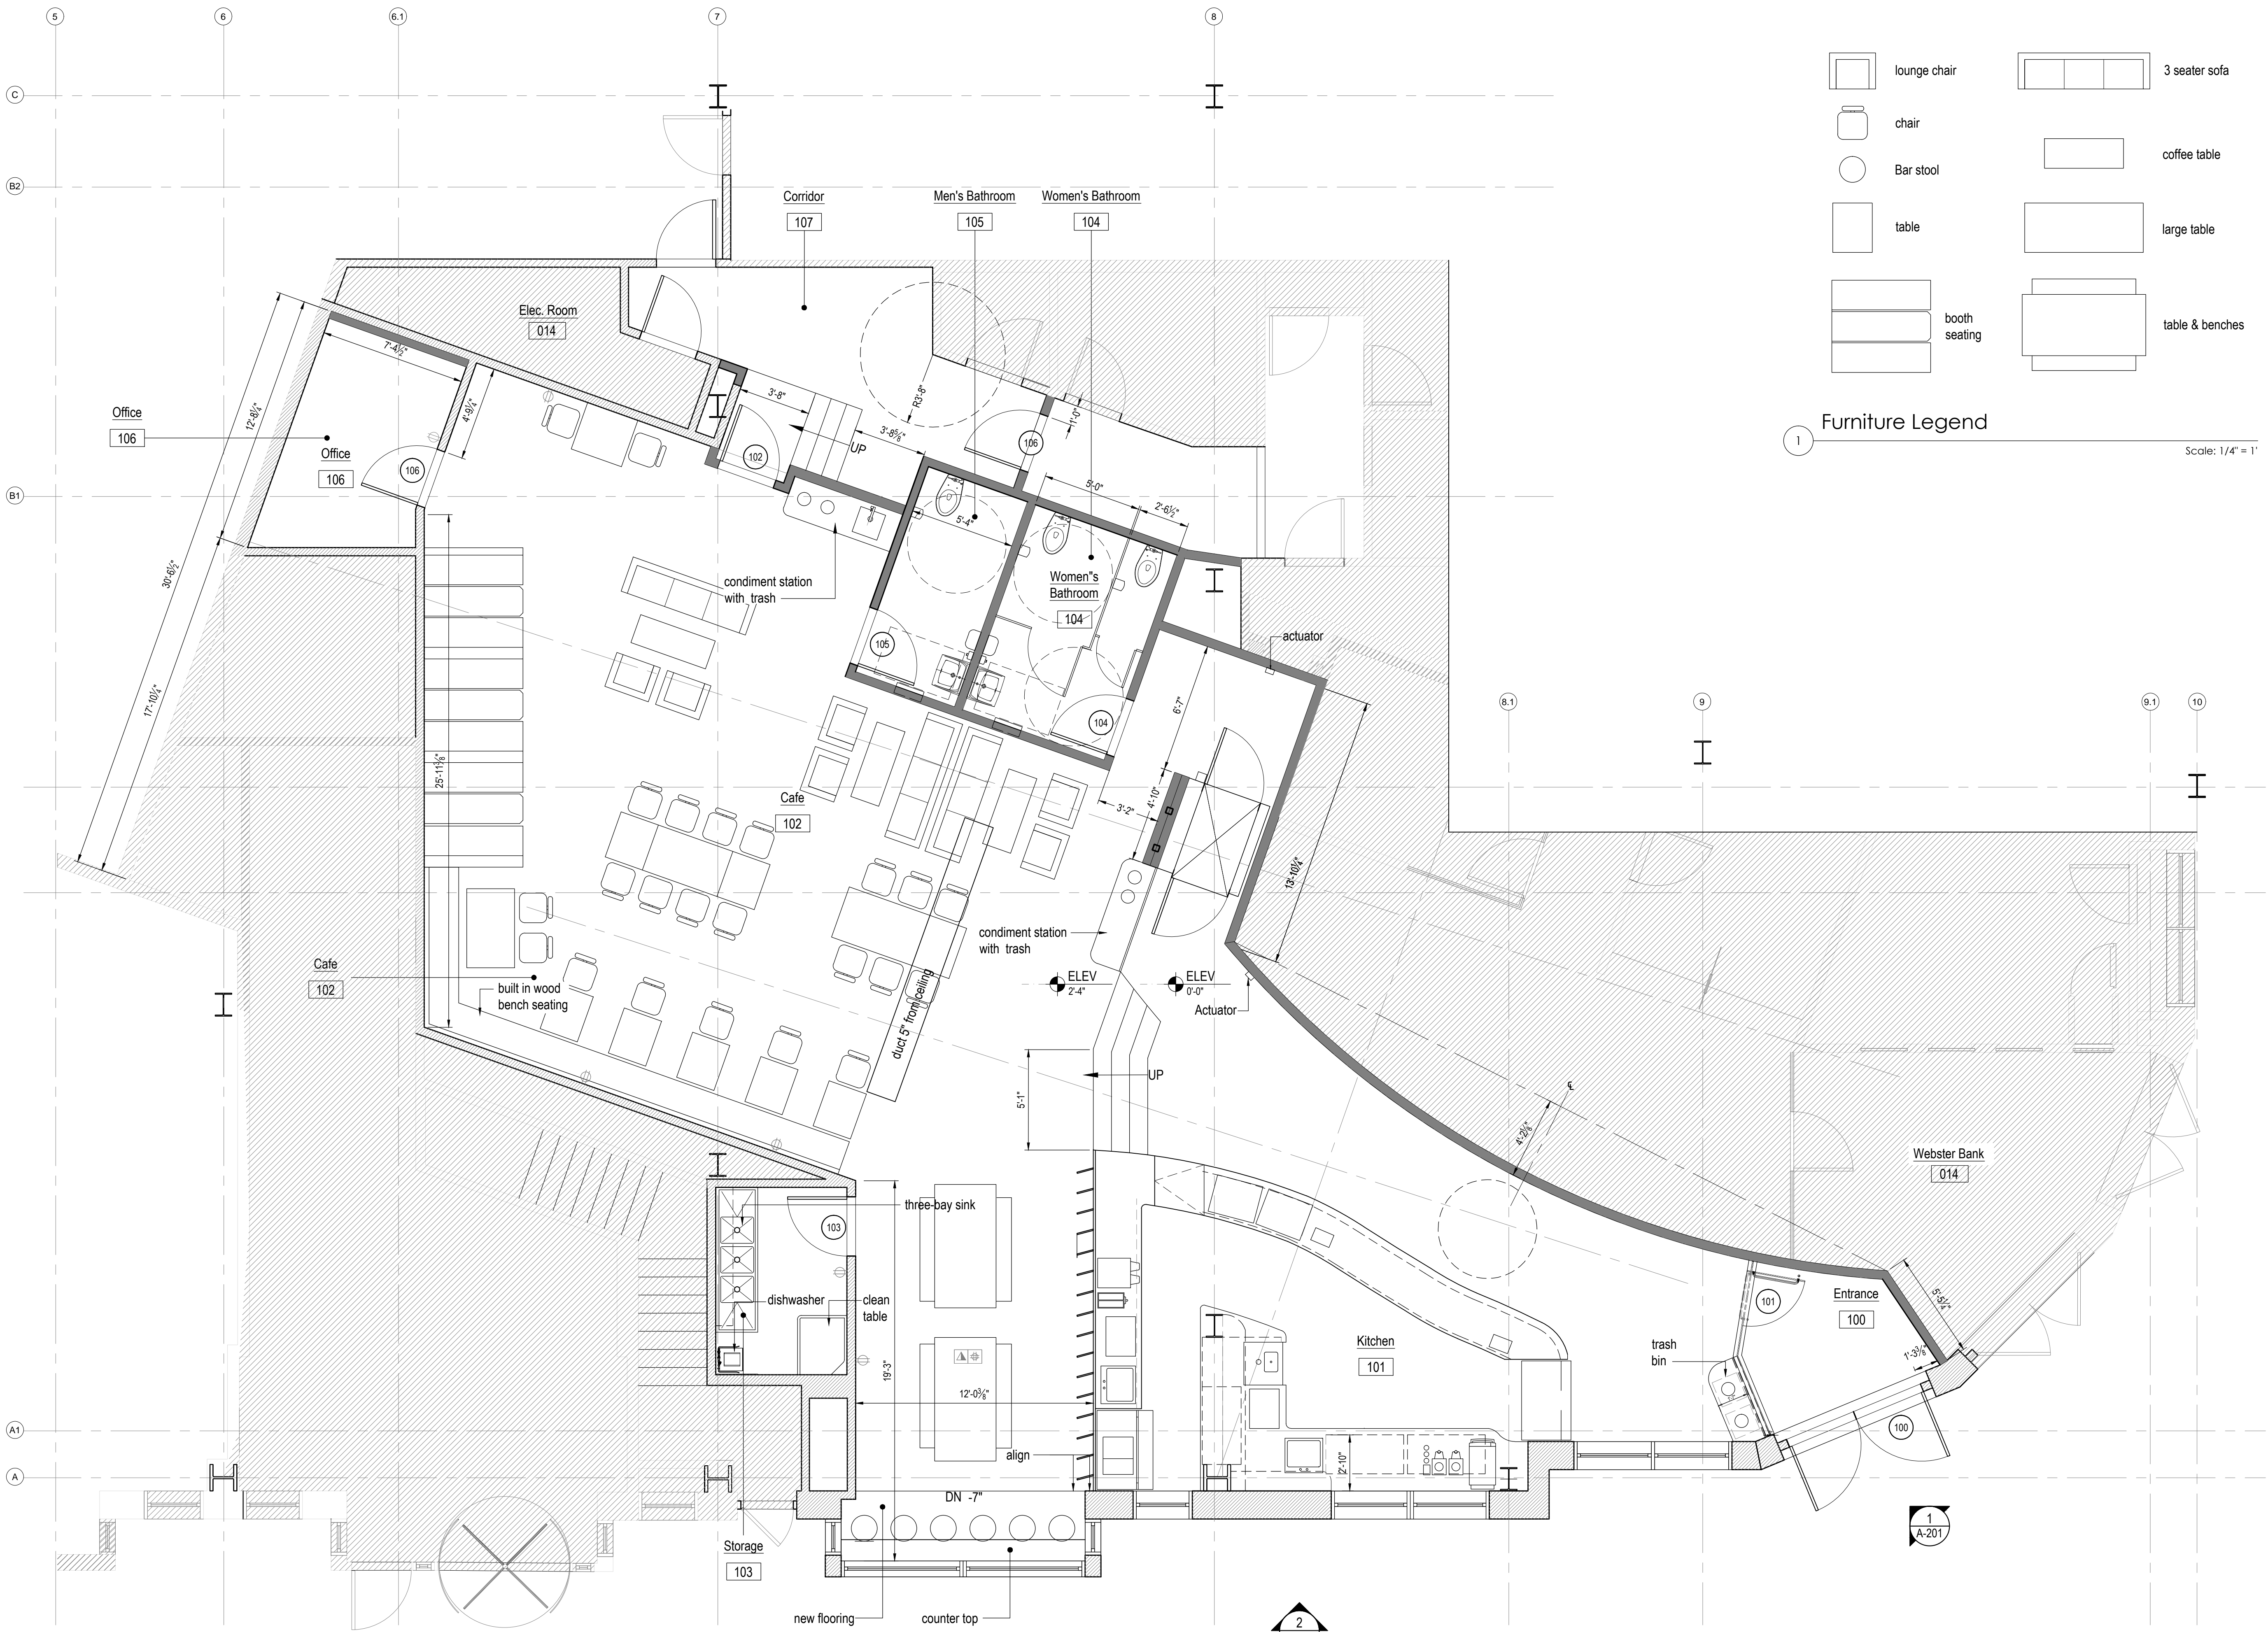 5
6
6.1
7
8
C
B2
B1
A1
A
8.1
9
9.1
10
lounge chair
3 seater sofa
chair
coffee table
Bar stool
table
large table
booth
seating
table & benches
1
Furniture Legend
Scale: 1/4" = 1'
Corridor
107
Men's Bathroom
105
Women's Bathroom
104
Elec. Room
014
7'-4½"
12'-8¼"
4'-9¼"
30'-6½"
17'-10¼"
Office
106
Office
106
106
3'-8"
102
UP
3'-8⅝"
R3'-8"
1'-0"
106
5'-0"
2'-6½"
5'-4"
condiment station
with trash
Women"s
Bathroom
104
105
104
actuator
6'-7"
4'-10"
3'-2"
13'-10¼"
25'-11⅜"
Cafe
102
condiment station
with trash
Cafe
102
built in wood
bench seating
duct 5" from ceiling
ELEV
2'-4"
ELEV
0'-0"
Actuator
UP
5'-1"
℄
4'-2⅛"
Webster Bank
014
three-bay sink
103
dishwasher
clean
table
19'-3"
12'-0⅜"
align
DN -7"
Kitchen
101
2'-10"
trash
bin
101
Entrance
100
5'-5¼"
1'-3⅜"
100
Storage
103
new flooring
counter top
1
A-201
2